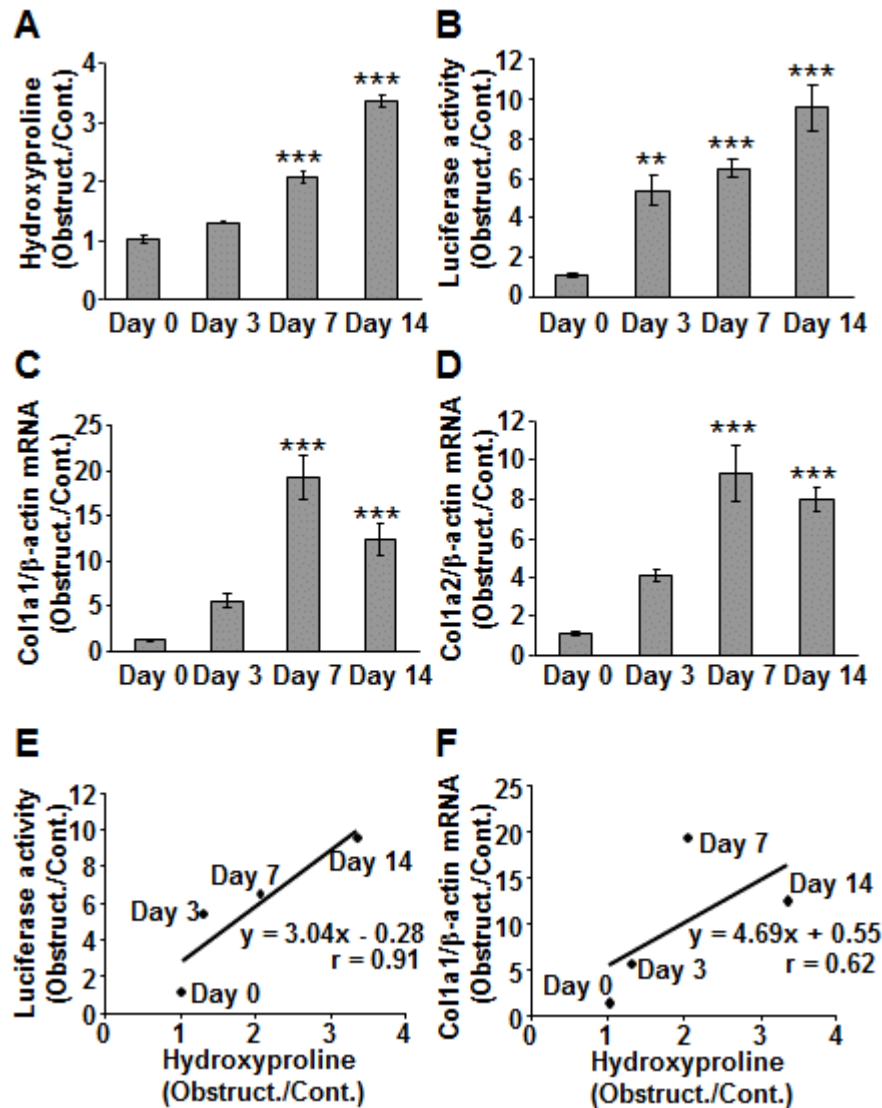 A
Hydroxyproline
(Obstruct./Cont.)
4
3
2
1
0
***
***
Day 0 Day 3 Day 7 Day 14
B
Luciferase activity
(Obstruct./Cont.)
12
10
8
6
4
2
0
**
***
***
Day 0 Day 3 Day 7 Day 14
C
Col1a1/β-actin mRNA
(Obstruct./Cont.)
25
20
15
10
5
0
***
***
Day 0 Day 3 Day 7 Day 14
D
Col1a2/β-actin mRNA
(Obstruct./Cont.)
12
10
8
6
4
2
0
***
***
Day 0 Day 3 Day 7 Day 14
E
Luciferase activity
(Obstruct./Cont.)
12
10
8
6
4
2
0
Day 7
Day 14
Day 3
y = 3.04x - 0.28
r = 0.91
Day 0
0 1 2 3 4
Hydroxyproline
(Obstruct./Cont.)
F
Col1a1/β-actin mRNA
(Obstruct./Cont.)
25
20
15
10
5
0
Day 7
Day 14
y = 4.69x + 0.55
Day 3
r = 0.62
Day 0
0 1 2 3 4
Hydroxyproline
(Obstruct./Cont.)